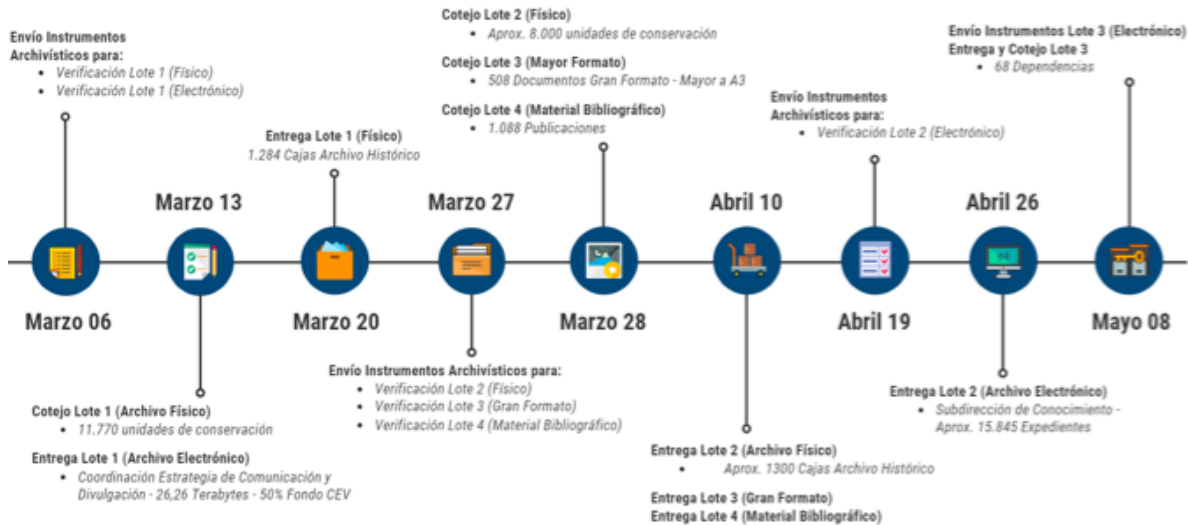 Envío Instrumentos
Archivísticos para:
• Verificación Lote 1 (Físico)
• Verificación Lote 1 (Electrónico)
Marzo 06
Marzo 13
Cotejo Lote 1 (Archivo Físico)
• 11.770 unidades de conservación
Entrega Lote 1 (Archivo Electrónico)
• Coordinación Estrategia de Comunicación y
Divulgación - 26,26 Terabytes - 50% Fondo CEV
Entrega Lote 1 (Físico)
1.284 Cajas Archivo Histórico
Marzo 20
Marzo 27
Envío Instrumentos Archivísticos para:
• Verificación Lote 2 (Físico)
• Verificación Lote 3 (Gran Formato)
• Verificación Lote 4 (Material Bibliográfico)
Cotejo Lote 2 (Físico)
• Aprox. 8.000 unidades de conservación
Cotejo Lote 3 (Mayor Formato)
• 508 Documentos Gran Formato - Mayor a A3
Cotejo Lote 4 (Material Bibliográfico)
• 1.088 Publicaciones
Marzo 28
Abril 10
Entrega Lote 2 (Archivo Físico)
• Aprox. 1300 Cajas Archivo Histórico
Entrega Lote 3 (Gran Formato)
Entrega Lote 4 (Material Bibliográfico)
Envío Instrumentos
Archivísticos para:
• Verificación Lote 2 (Electrónico)
Abril 19
Abril 26
Entrega Lote 2 (Archivo Electrónico)
• Subdirección de Conocimiento -
Aprox. 15.845 Expedientes
Envío Instrumentos Lote 3 (Electrónico)
Entrega y Cotejo Lote 3
• 68 Dependencias
Mayo 08